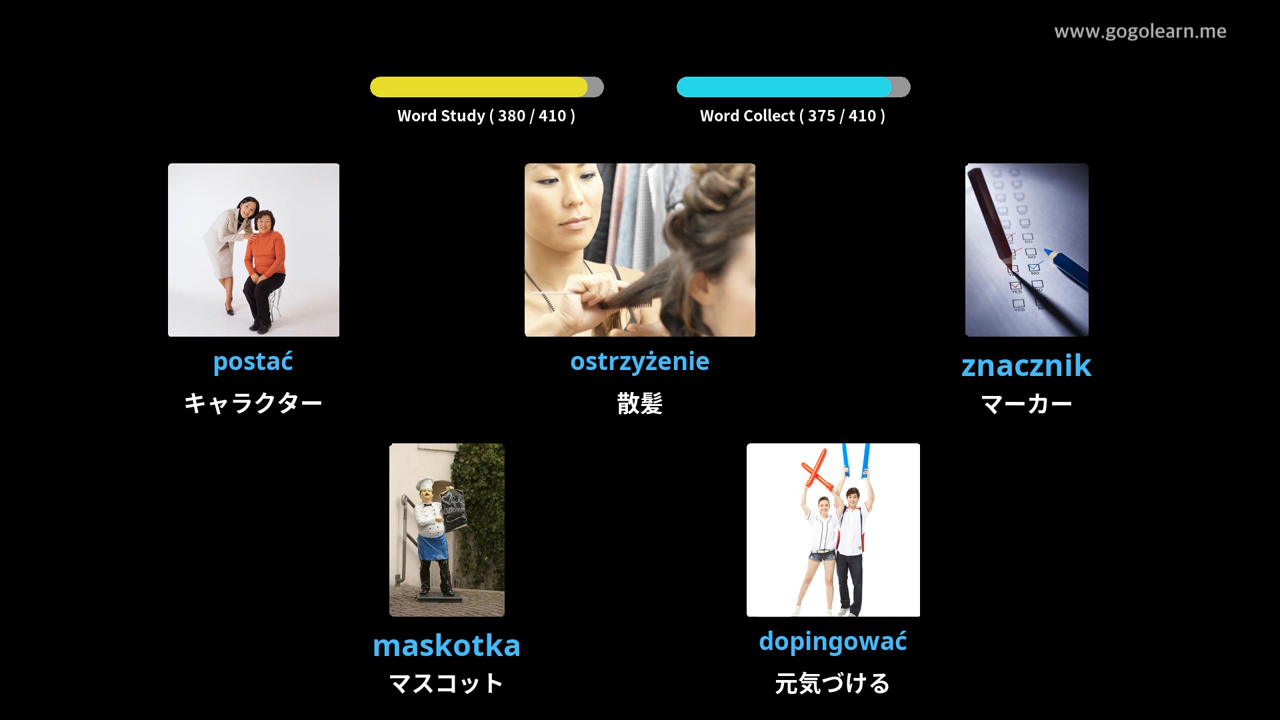 www.gogolearn.me
Word Study ( 380 / 410 )
Word Collect ( 375 / 410 )
postać
キャラクター
ostrzyżenie
散髪
znacznik
マーカー
maskotka
マスコット
dopingować
元気づける